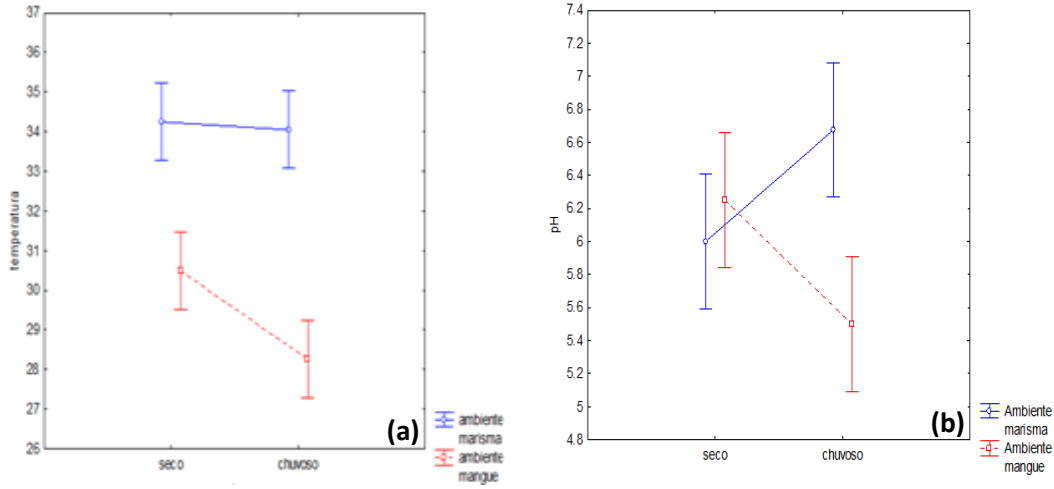 37
36
35
34
33
32
31
30
29
28
27
26
temperatura
seco chuvoso
(a)
ambiente
marisma
ambiente
mangue
7.4
7.2
7
6.8
6.6
6.4
6.2
6
5.8
5.6
5.4
5.2
5
4.8
pH
seco chuvoso
(b)
Ambiente
marisma
Ambiente
mangue